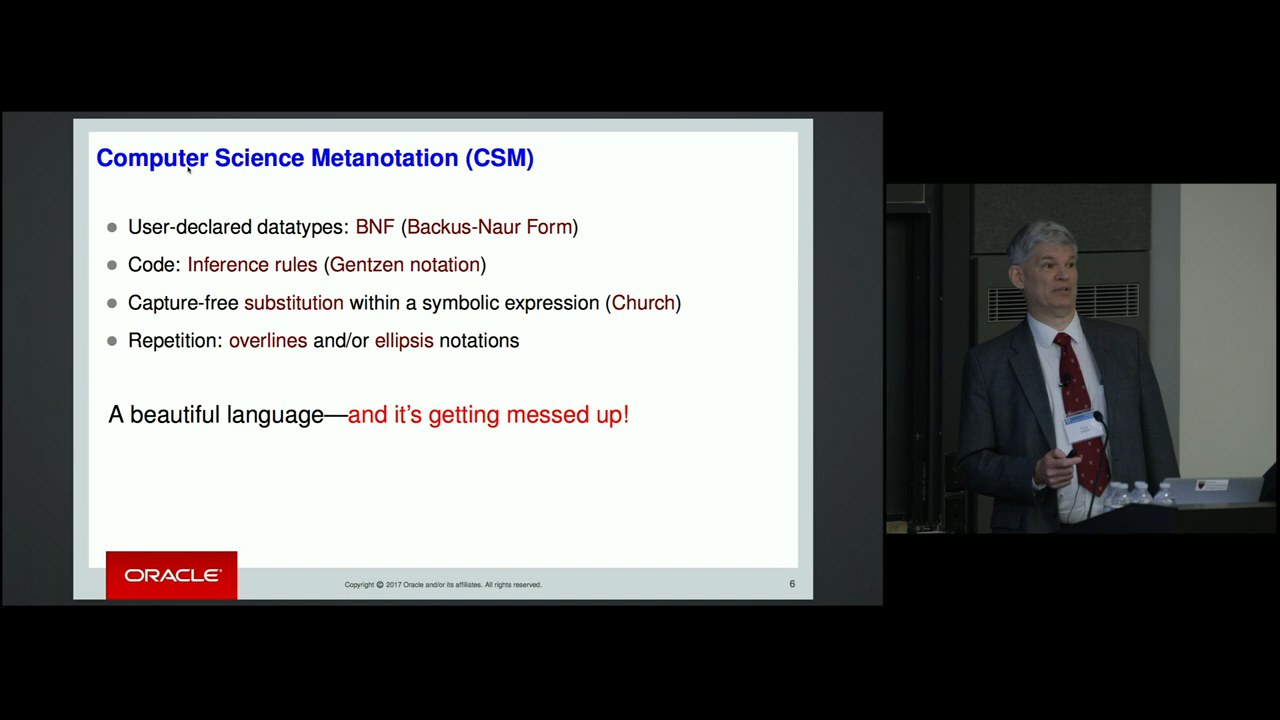 Computer Science Metanotation (CSM)
User-declared datatypes: BNF (Backus-Naur Form)
Code: Inference rules (Gentzen notation)
Capture-free substitution within a symbolic expression (Church)
Repetition: overlines and/or ellipsis notations
A beautiful language—and it's getting messed up!
ORACLE
Copyright © 2017 Oracle and/or its affiliates. All rights reserved.
6